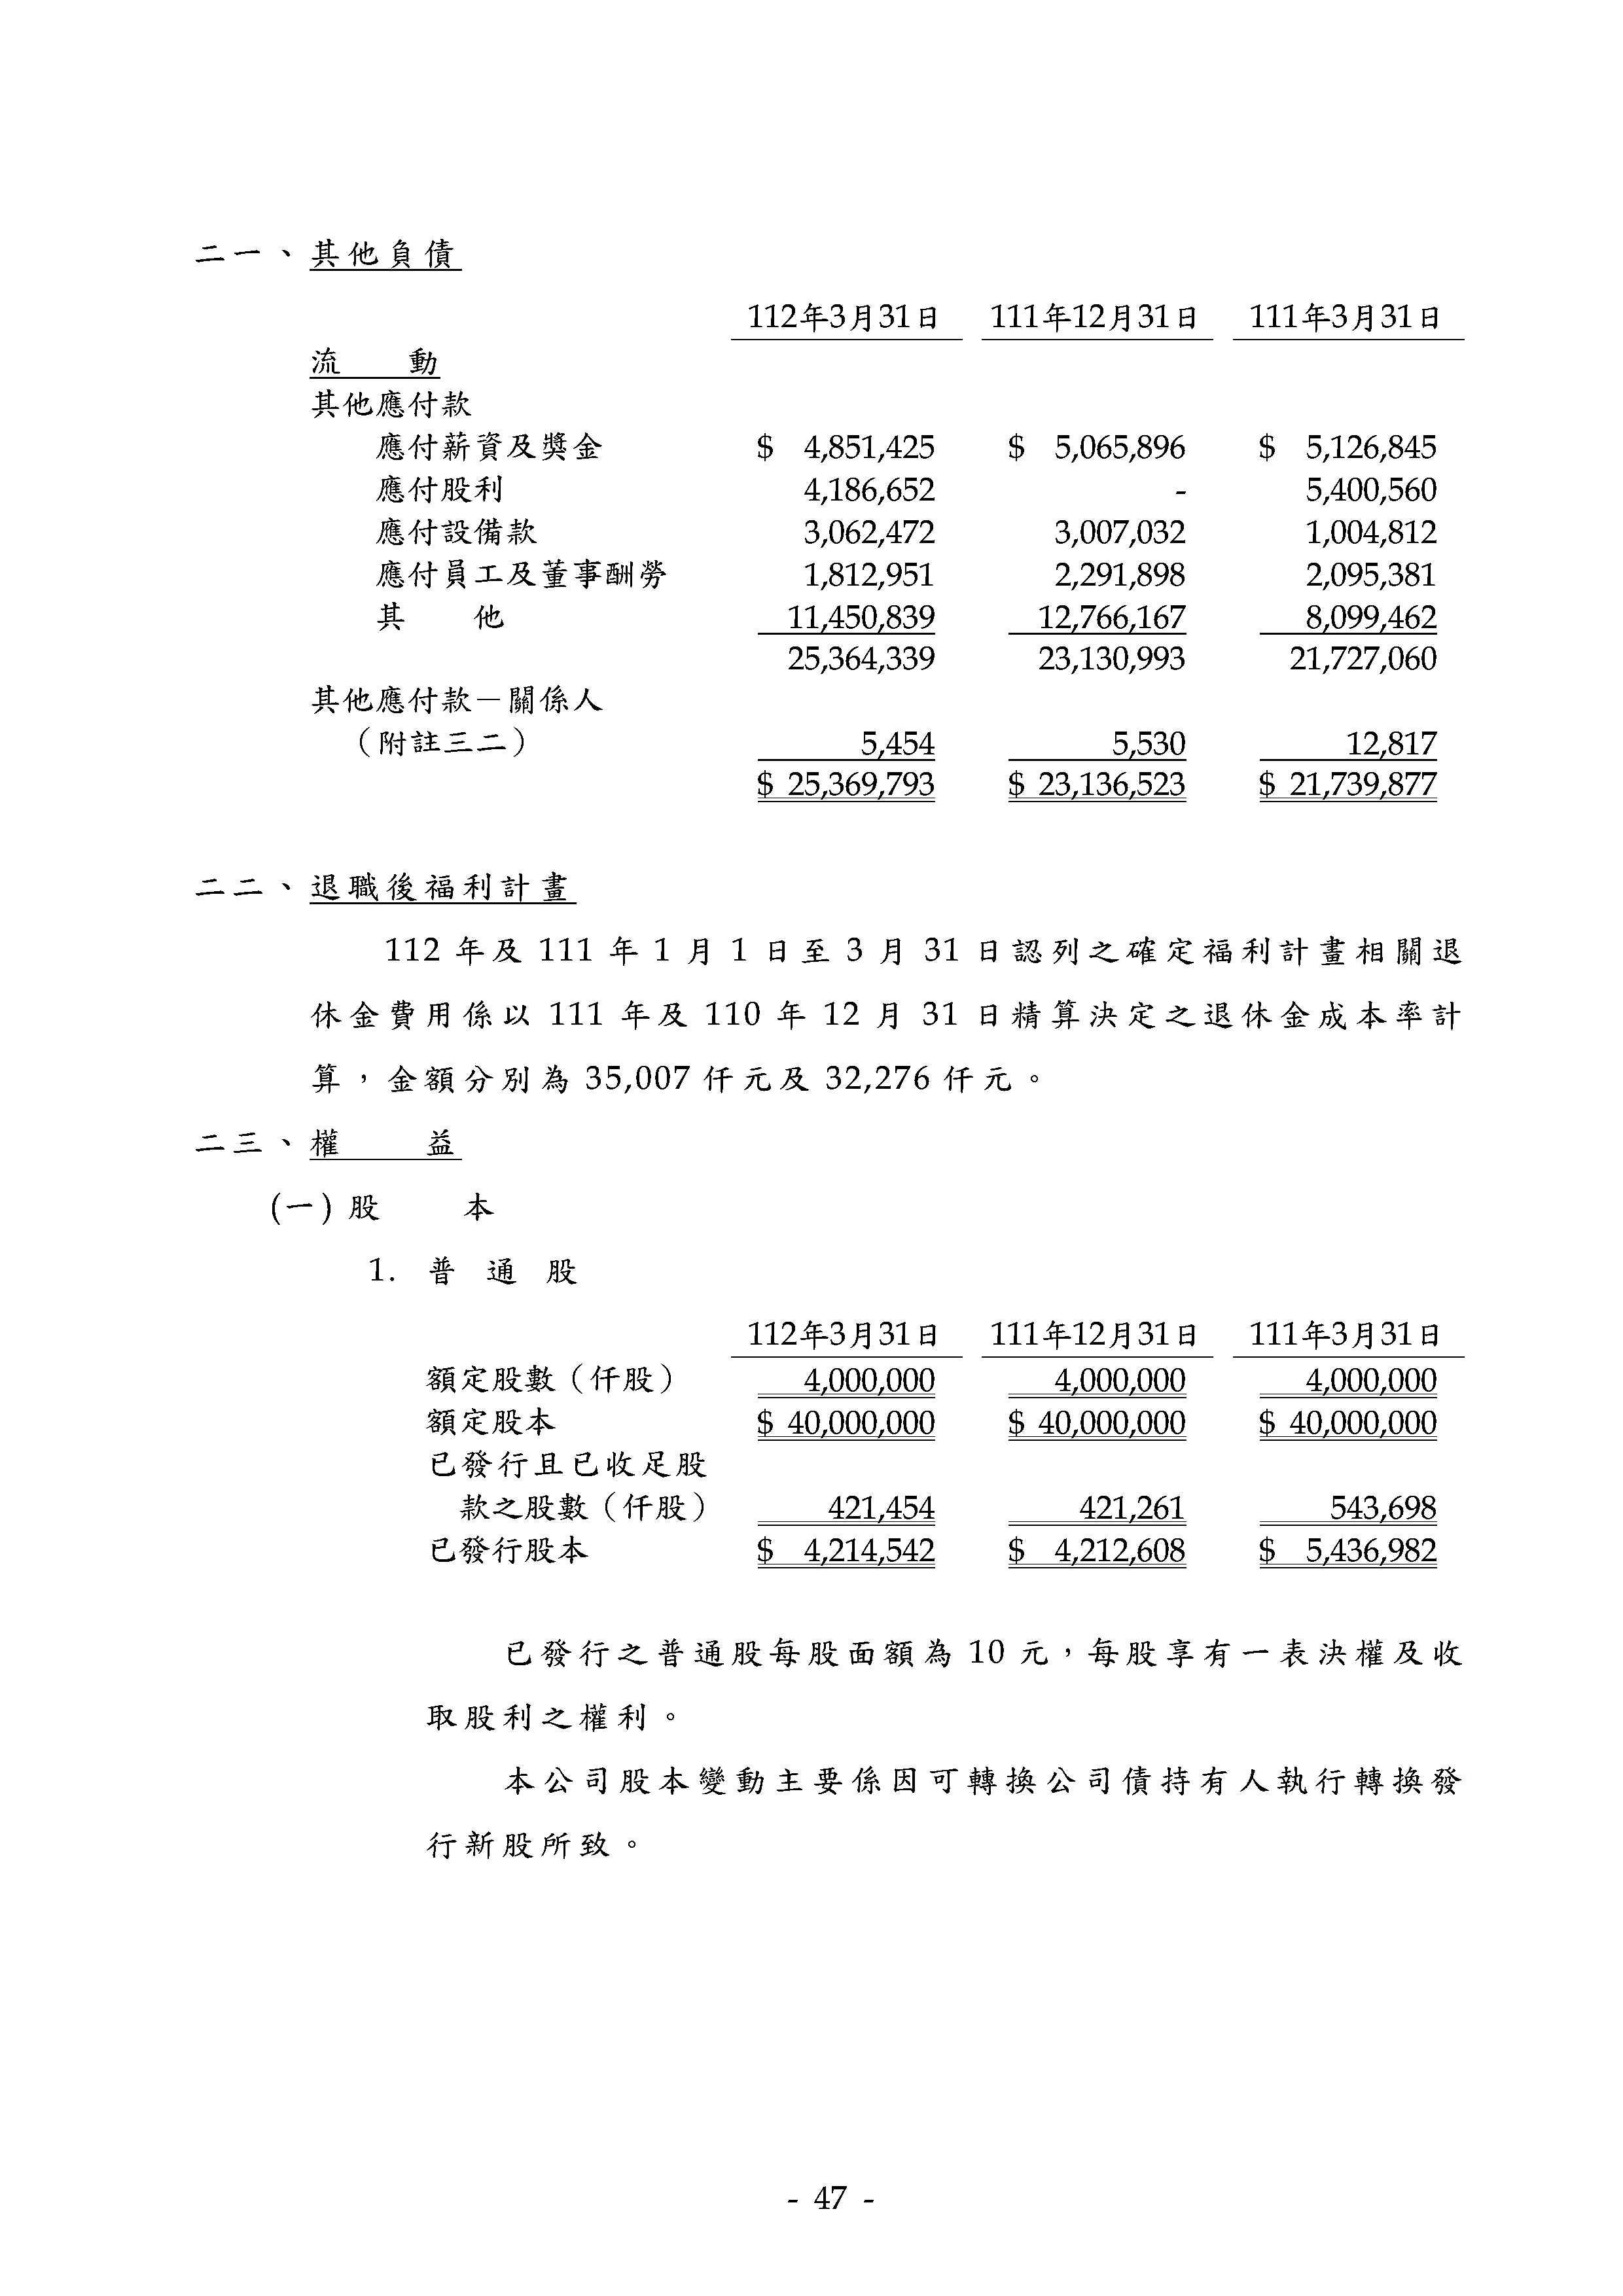 二一、其他負債
112年3月31日 111年12月31日 111年3月31日
流 動
其他應付款
應付薪資及獎金 $ 4,851,425 $ 5,065,896 $ 5,126,845
應付股利 4,186,652 - 5,400,560
應付設備款 3,062,472 3,007,032 1,004,812
應付員工及董事酬勞 1,812,951 2,291,898 2,095,381
其 他 11,450,839 12,766,167 8,099,462
25,364,339 23,130,993 21,727,060
其他應付款－關係人
（附註三二） 5,454 5,530 12,817
$ 25,369,793 $ 23,136,523 $ 21,739,877
二二、退職後福利計畫
112 年及 111 年 1 月 1 日至 3 月 31 日認列之確定福利計畫相關退
休金費用係以 111 年及 110 年 12 月 31 日精算決定之退休金成本率計
算，金額分別為 35,007 仟元及 32,276 仟元。
二三、權 益
(一) 股 本
1. 普 通 股
112年3月31日 111年12月31日 111年3月31日
額定股數（仟股） 4,000,000 4,000,000 4,000,000
額定股本 $ 40,000,000 $ 40,000,000 $ 40,000,000
已發行且已收足股
款之股數（仟股） 421,454 421,261 543,698
已發行股本 $ 4,214,542 $ 4,212,608 $ 5,436,982
已發行之普通股每股面額為 10 元，每股享有一表決權及收
取股利之權利。
本公司股本變動主要係因可轉換公司債持有人執行轉換發
行新股所致。
- 47 -